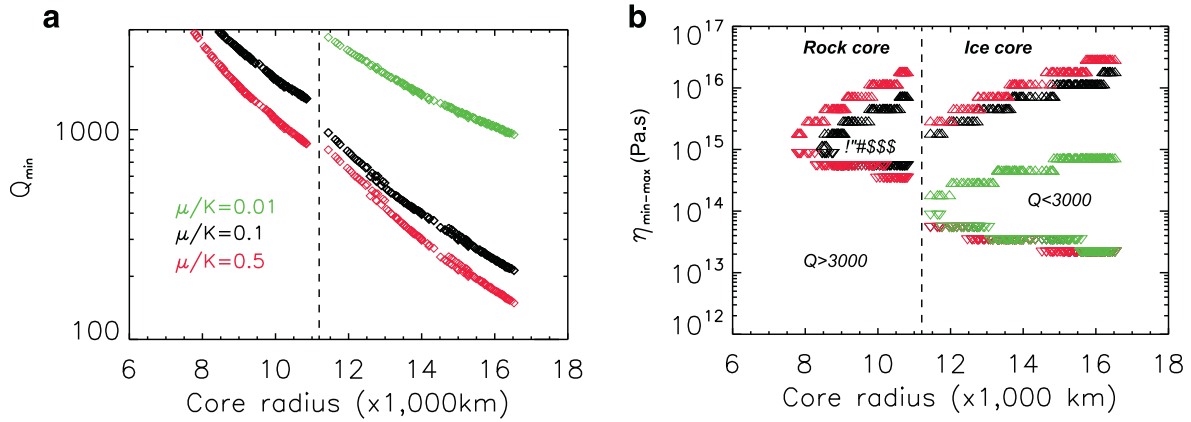 a
Q min
1000
100
μ/K=0.01
μ/K=0.1
μ/K=0.5
6 8 10 12 14 16 18
Core radius (x1,000km)
b
η min-max (Pa.s)
10^17
10^16
10^15
10^14
10^13
10^12
Rock core Ice core
!"#$$$
Q<3000
Q>3000
6 8 10 12 14 16 18
Core radius (x1,000 km)